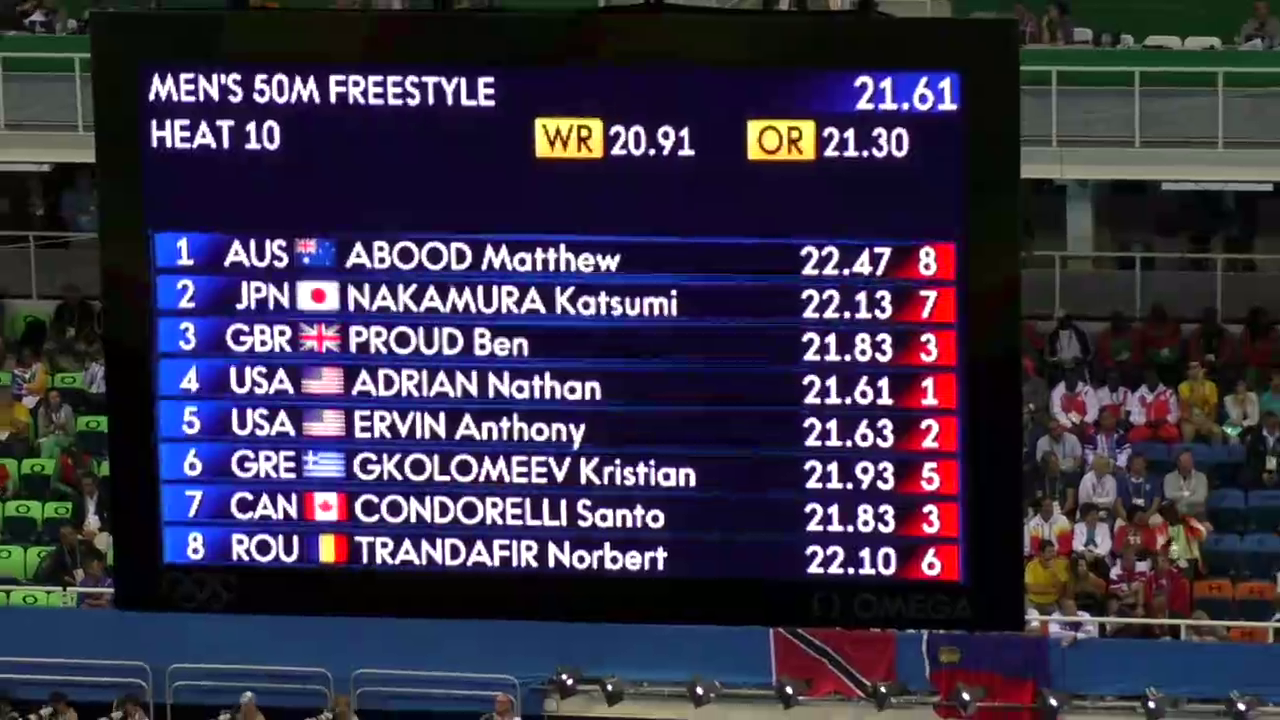 MEN'S 50M FREESTYLE 21.61
HEAT 10 WR 20.91 OR 21.30
1 AUS ABOOD Matthew 22.47 8
2 JPN NAKAMURA Katsumi 22.13 7
3 GBR PROUD Ben 21.83 3
4 USA ADRIAN Nathan 21.61 1
5 USA ERVIN Anthony 21.63 2
6 GRE GKOLOMEEV Kristian 21.93 5
7 CAN CONDORELLI Santo 21.83 3
8 ROU TRANDAFIR Norbert 22.10 6
OMEGA